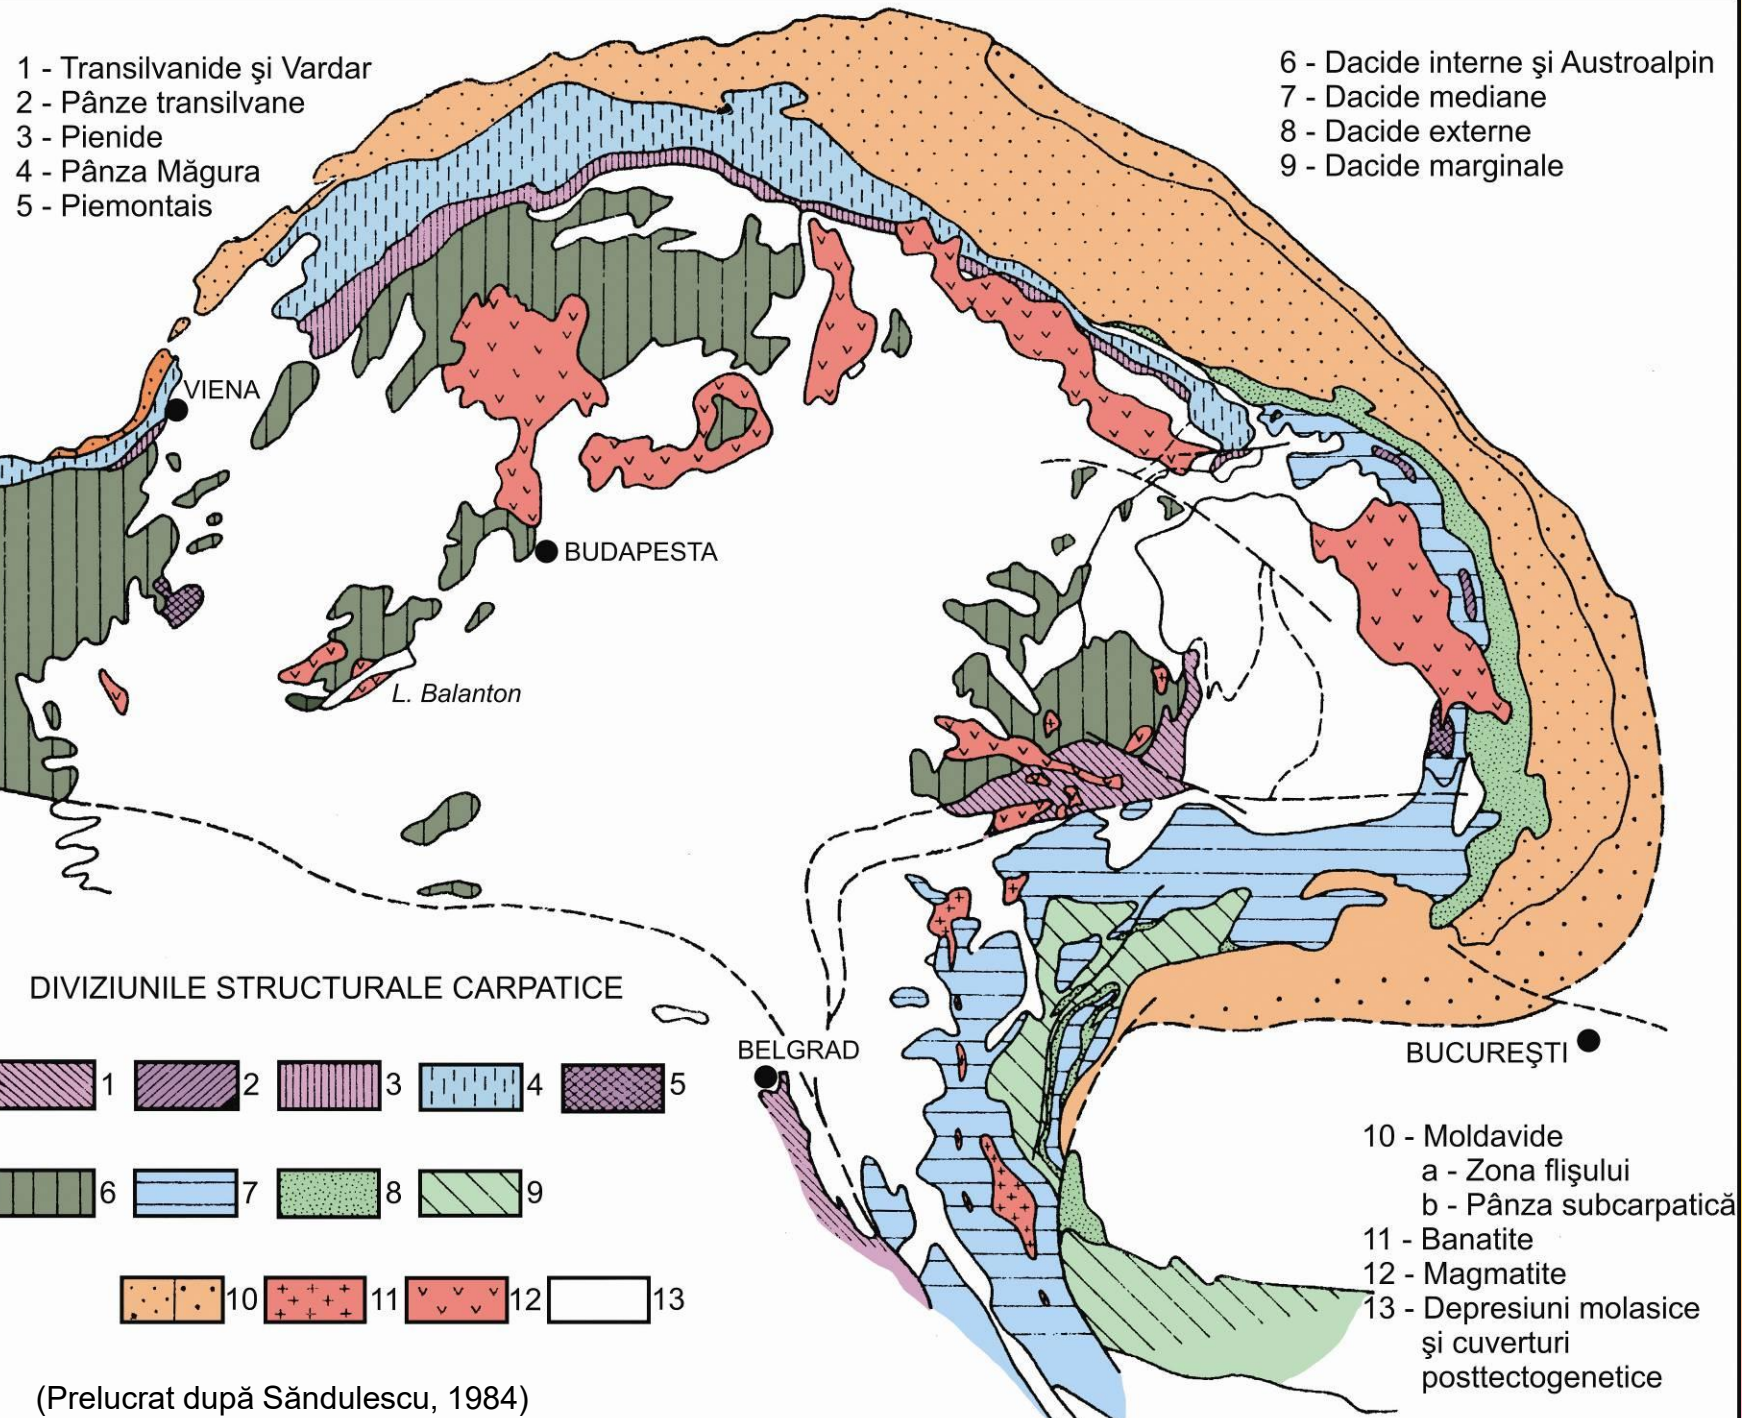 1 - Transilvanide şi Vardar
2 - Pânze transilvane
3 - Pienide
4 - Pânza Măgura
5 - Piemontais
6 - Dacide interne şi Austroalpin
7 - Dacide mediane
8 - Dacide externe
9 - Dacide marginale
VIENA
BUDAPESTA
L. Balanton
DIVIZIUNILE STRUCTURALE CARPATICE
BELGRAD
BUCUREŞTI
1
2
3
4
5
6
7
8
9
10
11
12
13
10 - Moldavide
a - Zona flişului
b - Pânza subcarpatică
11 - Banatite
12 - Magmatite
13 - Depresiuni molasice
şi cuverturi
posttectogenetice
(Prelucrat după Săndulescu, 1984)